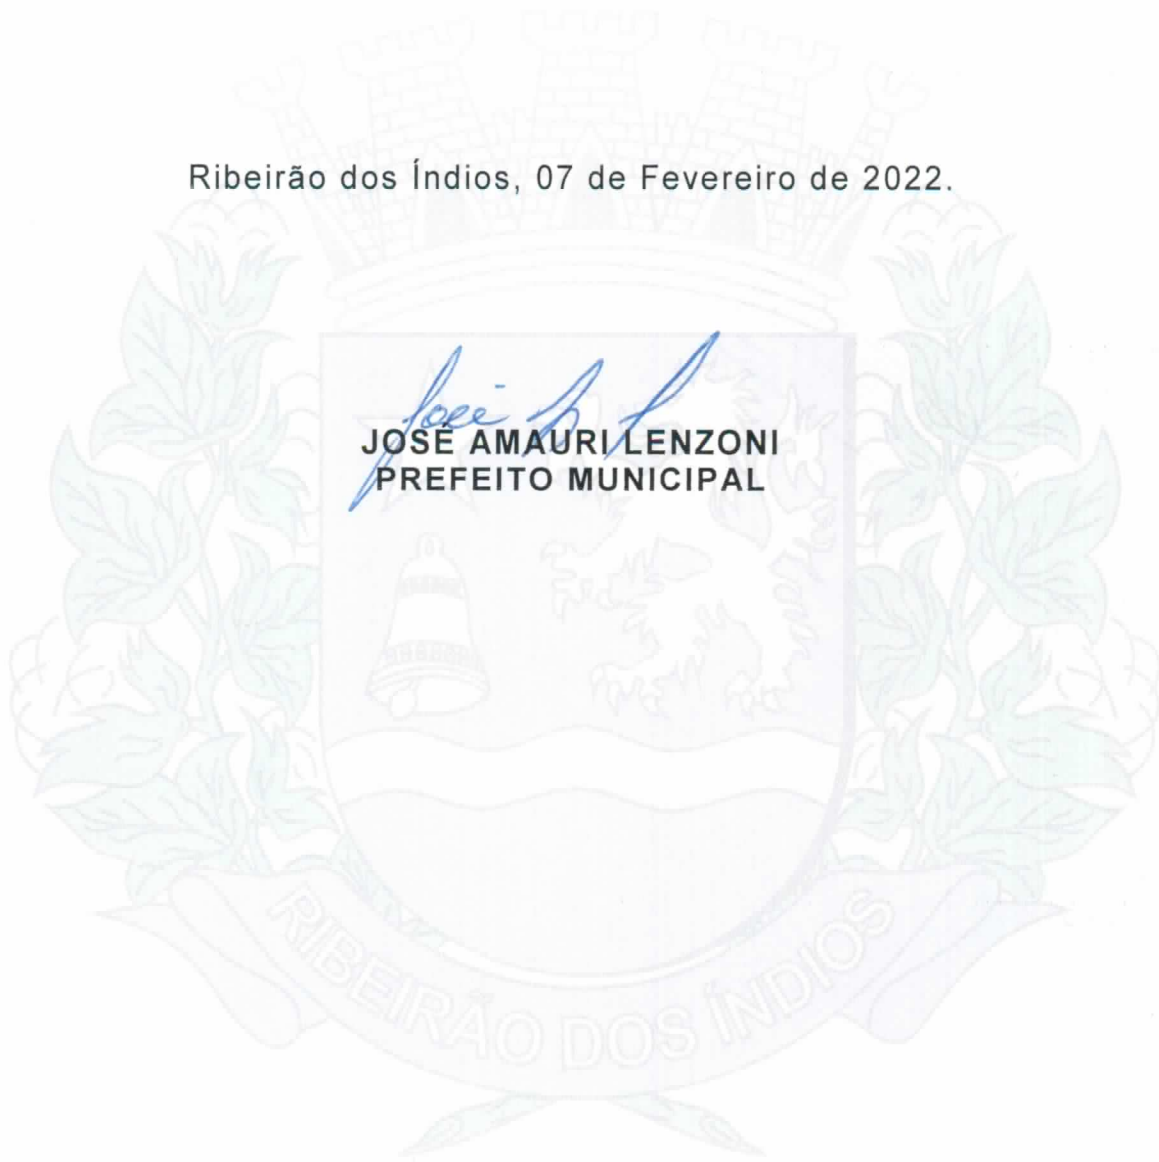 Ribeirão dos Índios, 07 de Fevereiro de 2022.
JOSÉ AMAURI LENZONI
PREFEITO MUNICIPAL
RIBEIRÃO DOS ÍNDIOS